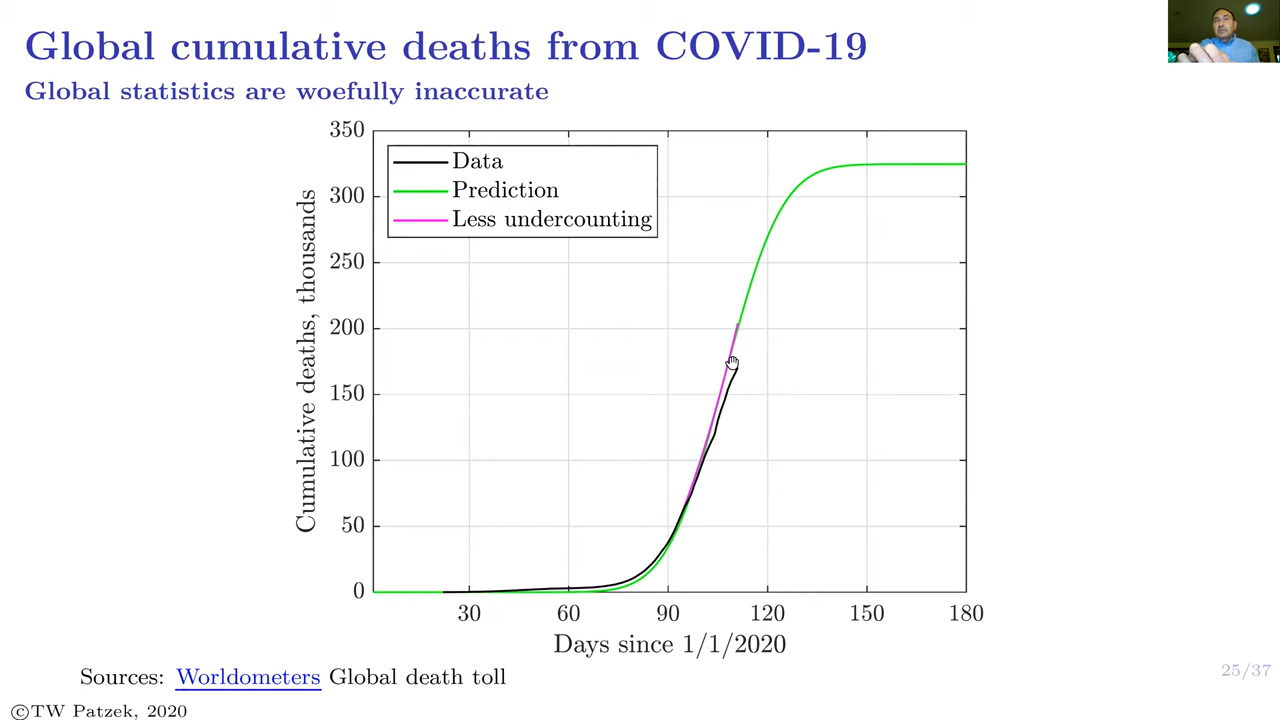 Global cumulative deaths from COVID-19
Global statistics are woefully inaccurate
350
300
250
200
150
100
50
0
Cumulative deaths, thousands
Data
Prediction
Less undercounting
30 60 90 120 150 180
Days since 1/1/2020
Sources: Worldometers Global death toll
25/37
©TW Patzek, 2020